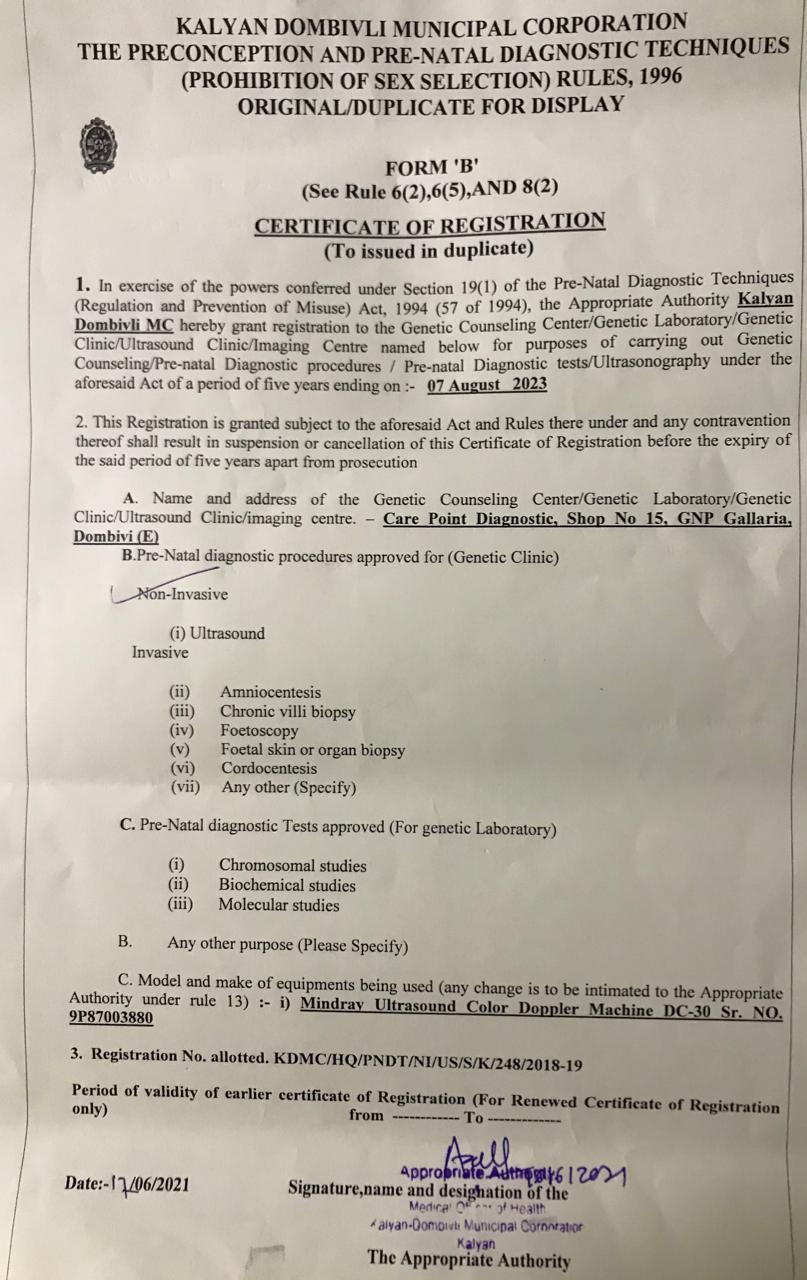 KALYAN DOMBIVLI MUNICIPAL CORPORATION
THE PRECONCEPTION AND PRE-NATAL DIAGNOSTIC TECHNIQUES
(PROHIBITION OF SEX SELECTION) RULES, 1996
ORIGINAL/DUPLICATE FOR DISPLAY
FORM 'B'
(See Rule 6(2),6(5),AND 8(2)
CERTIFICATE OF REGISTRATION
(To issued in duplicate)
1. In exercise of the powers conferred under Section 19(1) of the Pre-Natal Diagnostic Techniques
(Regulation and Prevention of Misuse) Act, 1994 (57 of 1994), the Appropriate Authority Kalyan
Dombivli MC hereby grant registration to the Genetic Counseling Center/Genetic Laboratory/Genetic
Clinic/Ultrasound Clinic/Imaging Centre named below for purposes of carrying out Genetic
Counseling/Pre-natal Diagnostic procedures / Pre-natal Diagnostic tests/Ultrasonography under the
aforesaid Act of a period of five years ending on :- 07 August 2023
2. This Registration is granted subject to the aforesaid Act and Rules there under and any contravention
thereof shall result in suspension or cancellation of this Certificate of Registration before the expiry of
the said period of five years apart from prosecution
A. Name and address of the Genetic Counseling Center/Genetic Laboratory/Genetic
Clinic/Ultrasound Clinic/imaging centre. – Care Point Diagnostic, Shop No 15, GNP Gallaria,
Dombivi (E)
B.Pre-Natal diagnostic procedures approved for (Genetic Clinic)
Non-Invasive
(i) Ultrasound
Invasive
(ii) Amniocentesis
(iii) Chronic villi biopsy
(iv) Foetoscopy
(v) Foetal skin or organ biopsy
(vi) Cordocentesis
(vii) Any other (Specify)
C. Pre-Natal diagnostic Tests approved (For genetic Laboratory)
(i) Chromosomal studies
(ii) Biochemical studies
(iii) Molecular studies
B. Any other purpose (Please Specify)
C. Model and make of equipments being used (any change is to be intimated to the Appropriate
Authority under rule 13) :- i) Mindray Ultrasound Color Doppler Machine DC-30 Sr. NO.
9P87003880
3. Registration No. allotted. KDMC/HQ/PNDT/NI/US/S/K/248/2018-19
Period of validity of earlier certificate of Registration (For Renewed Certificate of Registration
only) from ------------ To -------------
Appropriate 6/2021
Date:-17/06/2021
Signature,name and designation of the
Medical of Health
Kalyan-Dombivli Municipal Corporation
Kalyan
The Appropriate Authority